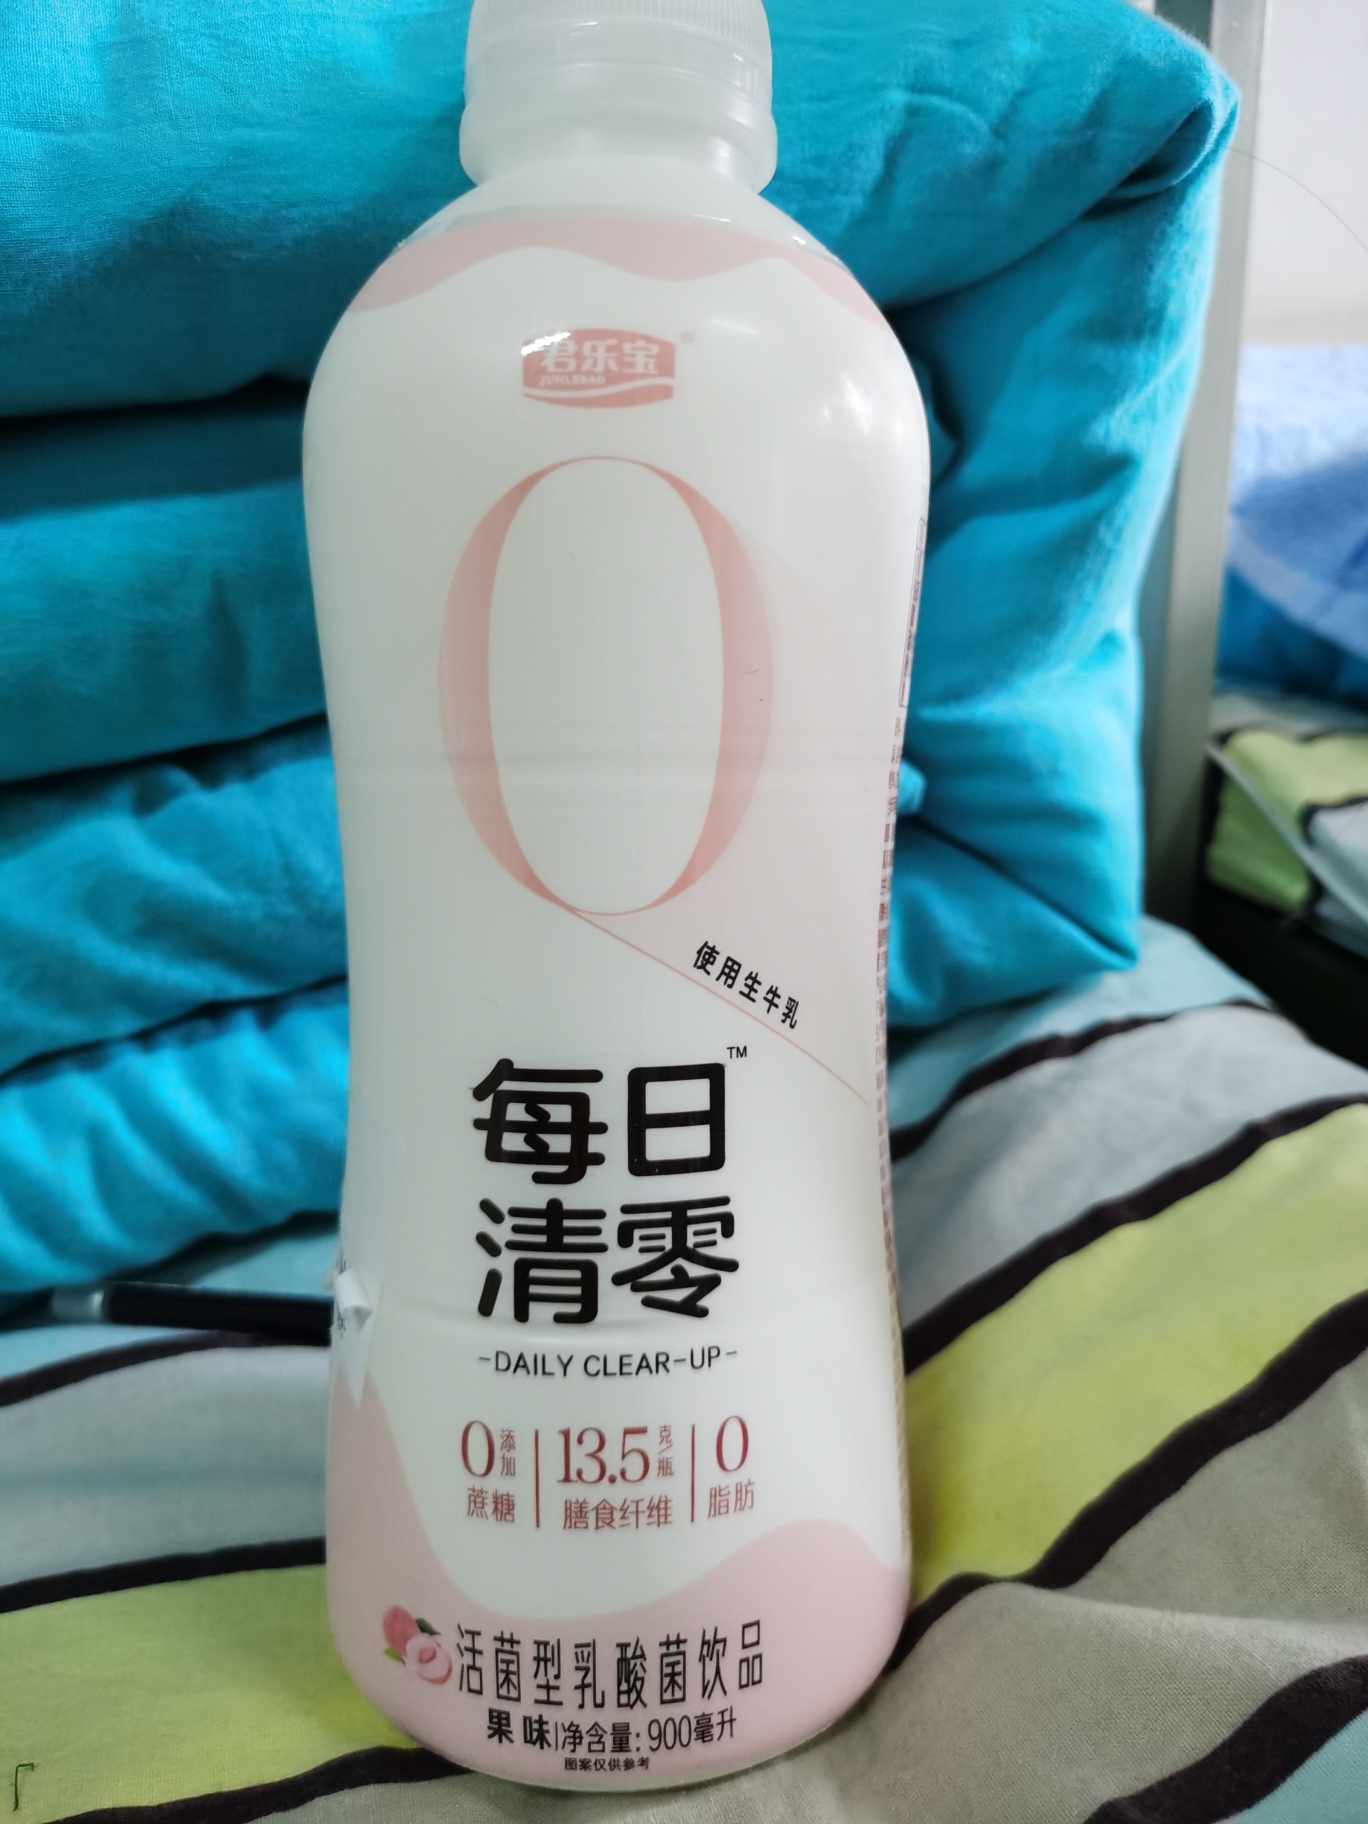 君乐宝
JUNLEBAO
0
使用生牛乳
每日™
清零
-DAILY CLEAR-UP-
0添加
蔗糖
13.5克/瓶
膳食纤维
0
脂肪
活菌型乳酸菌饮品
果味|净含量:900毫升
图案仅供参考